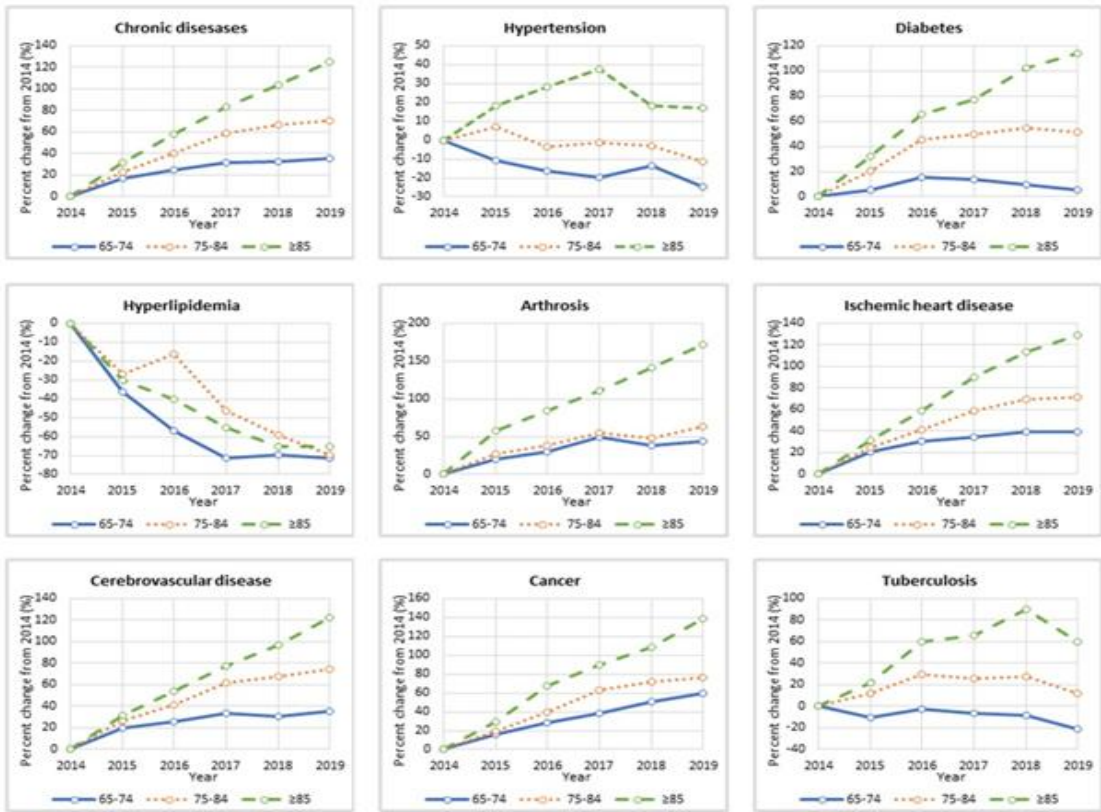 Chronic disesases
Percent change from 2014 (%)
140
120
100
80
60
40
20
0
2014 2015 2016 2017 2018 2019
Year
65-74 75-84 ≥85
Hypertension
Percent change from 2014 (%)
50
40
30
20
10
0
-10
-20
-30
2014 2015 2016 2017 2018 2019
Year
65-74 75-84 ≥85
Diabetes
Percent change from 2014 (%)
120
100
80
60
40
20
0
2014 2015 2016 2017 2018 2019
Year
65-74 75-84 ≥85
Hyperlipidemia
Percent change from 2014 (%)
0
-10
-20
-30
-40
-50
-60
-70
-80
2014 2015 2016 2017 2018 2019
Year
65-74 75-84 ≥85
Arthrosis
Percent change from 2014 (%)
200
150
100
50
0
2014 2015 2016 2017 2018 2019
Year
65-74 75-84 ≥85
Ischemic heart disease
Percent change from 2014 (%)
140
120
100
80
60
40
20
0
2014 2015 2016 2017 2018 2019
Year
65-74 75-84 ≥85
Cerebrovascular disease
Percent change from 2014 (%)
140
120
100
80
60
40
20
0
2014 2015 2016 2017 2018 2019
Year
65-74 75-84 ≥85
Cancer
Percent change from 2014 (%)
160
140
120
100
80
60
40
20
0
2014 2015 2016 2017 2018 2019
Year
65-74 75-84 ≥85
Tuberculosis
Percent change from 2014 (%)
100
80
60
40
20
0
-20
-40
2014 2015 2016 2017 2018 2019
Year
65-74 75-84 ≥85